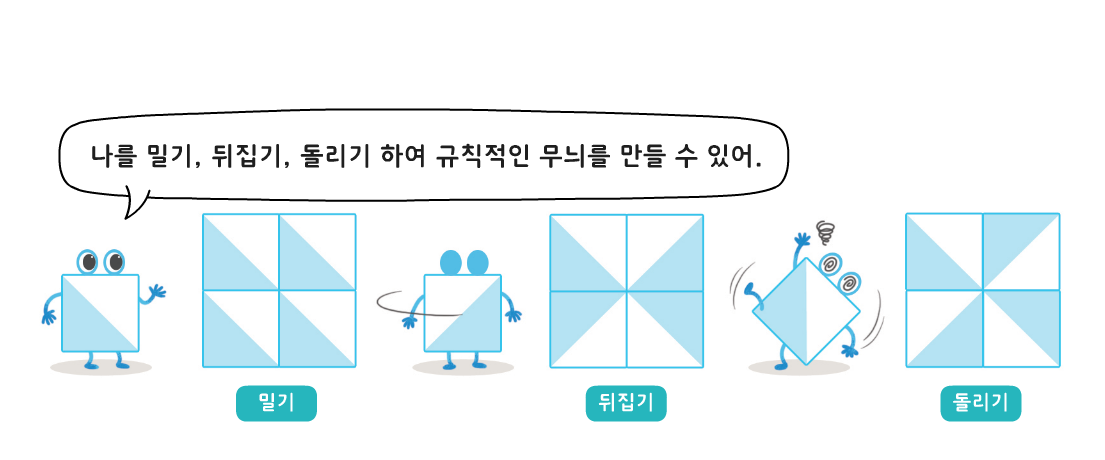 나를 밀기, 뒤집기, 돌리기 하여 규칙적인 무늬를 만들 수 있어.
밀기
뒤집기
돌리기